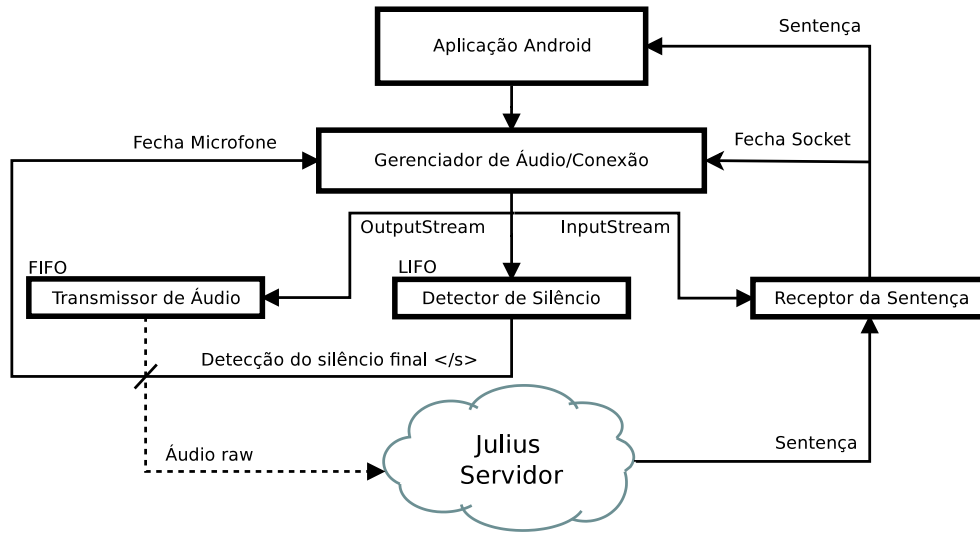 Sentença
Aplicação Android
Fecha Microfone
Fecha Socket
Gerenciador de Áudio/Conexão
OutputStream
InputStream
FIFO
LIFO
Transmissor de Áudio
Detector de Silêncio
Receptor da Sentença
Detecção do silêncio final </s>
Áudio raw
Julius
Servidor
Sentença